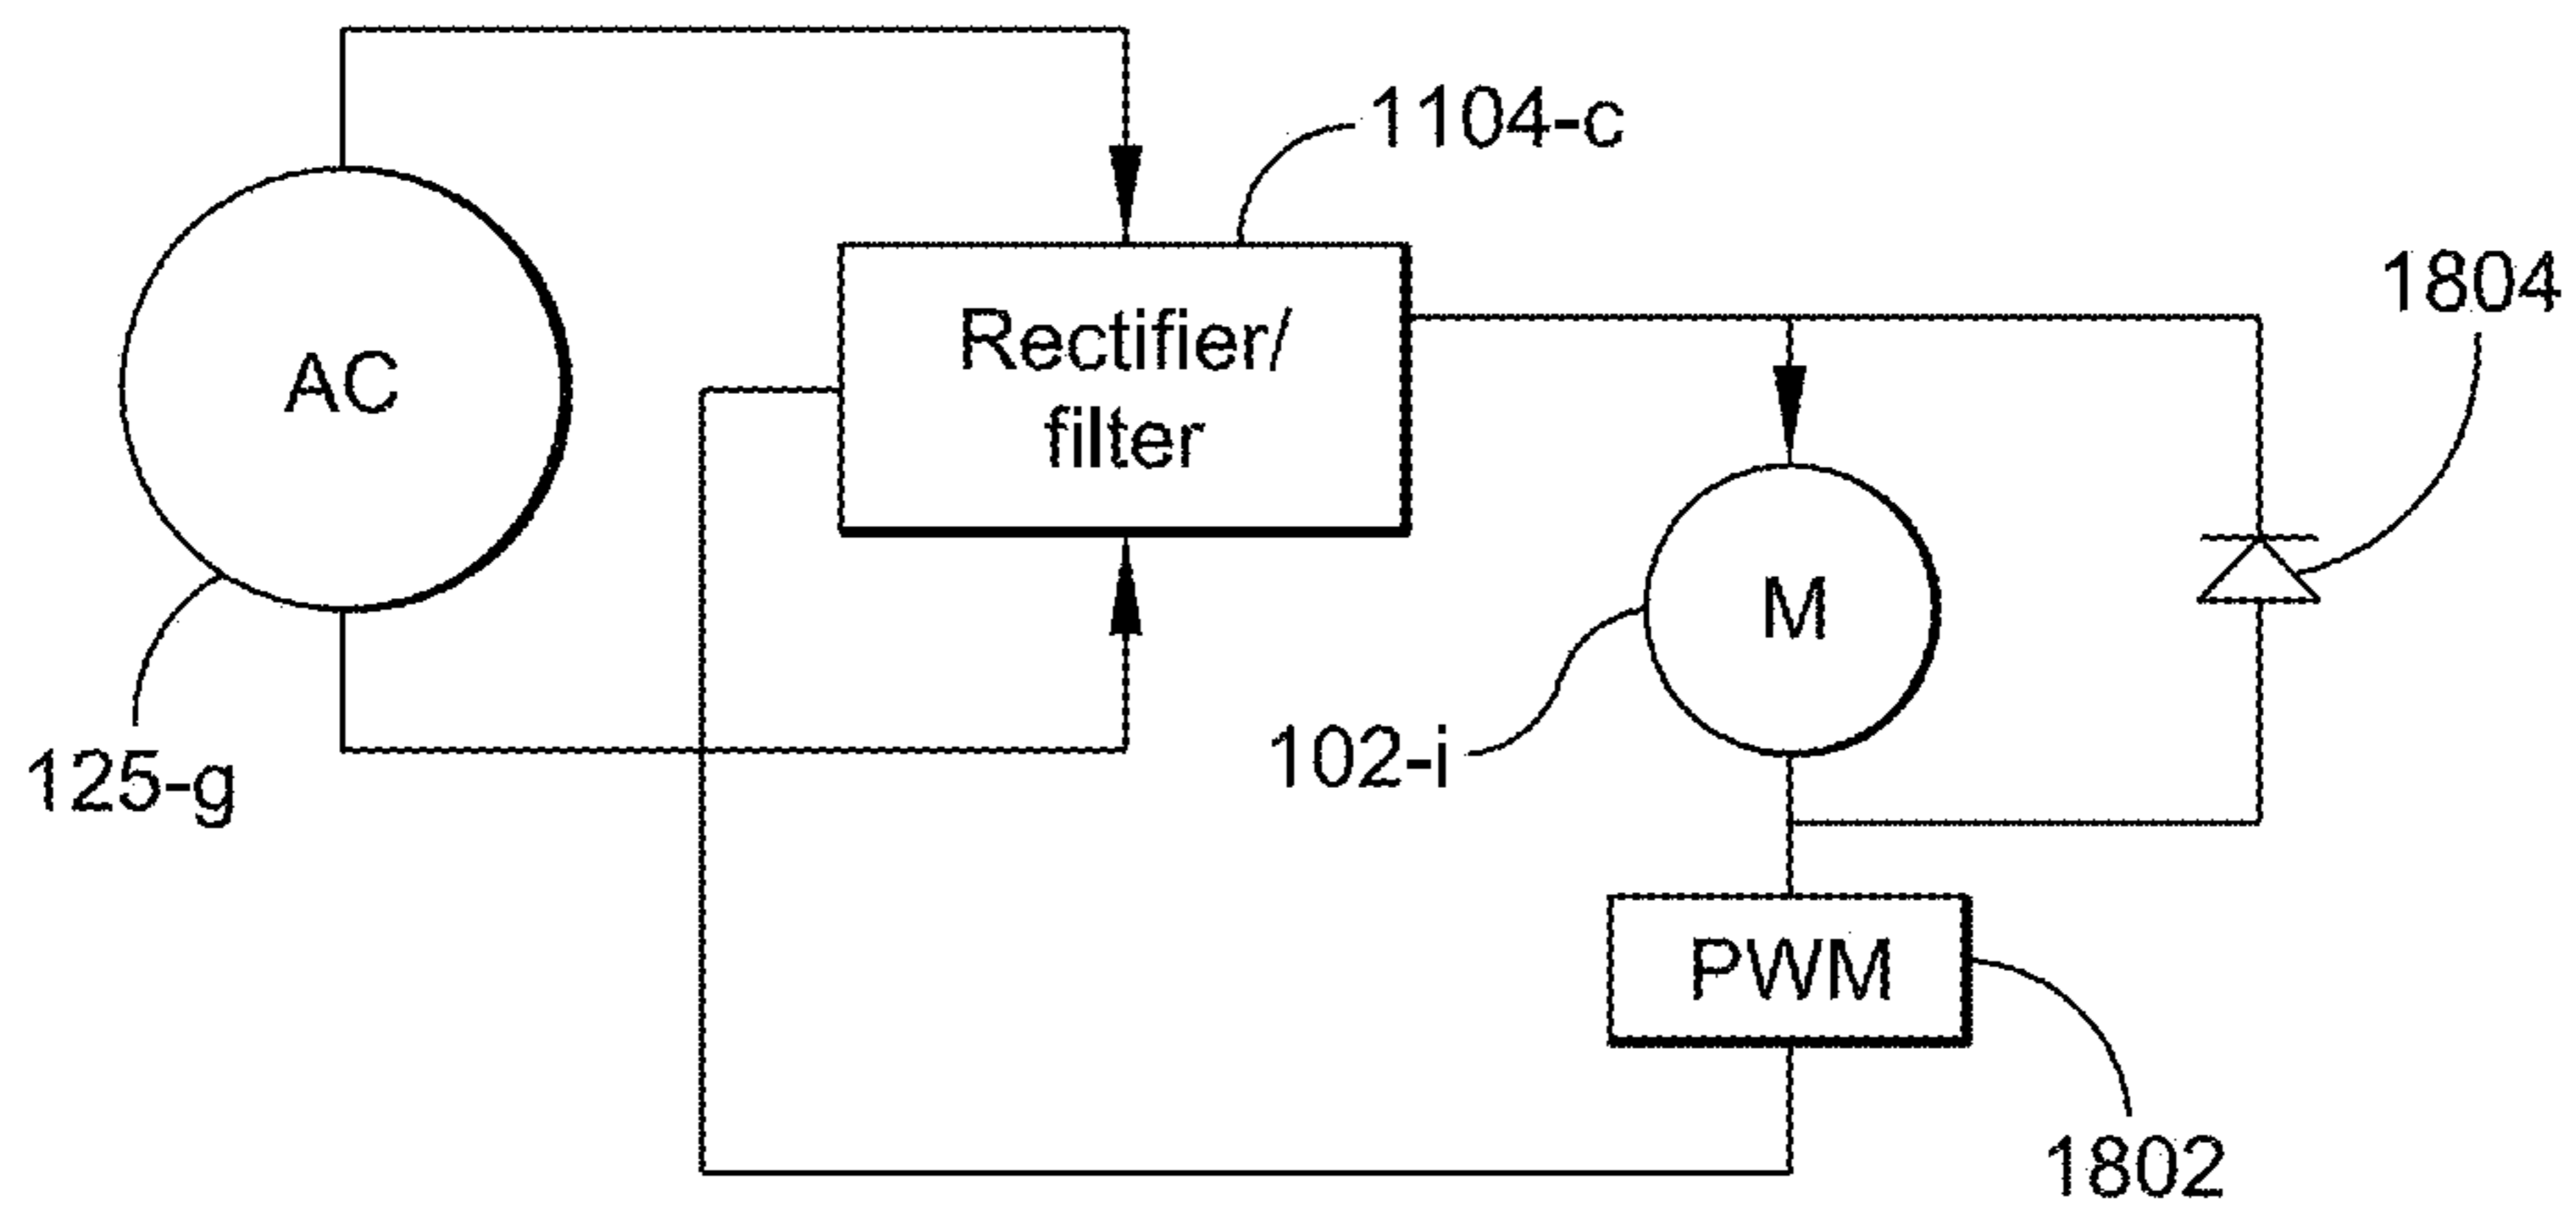 1104-c
1804
Rectifier/
filter
AC
M
102-i
125-g
PWM
1802